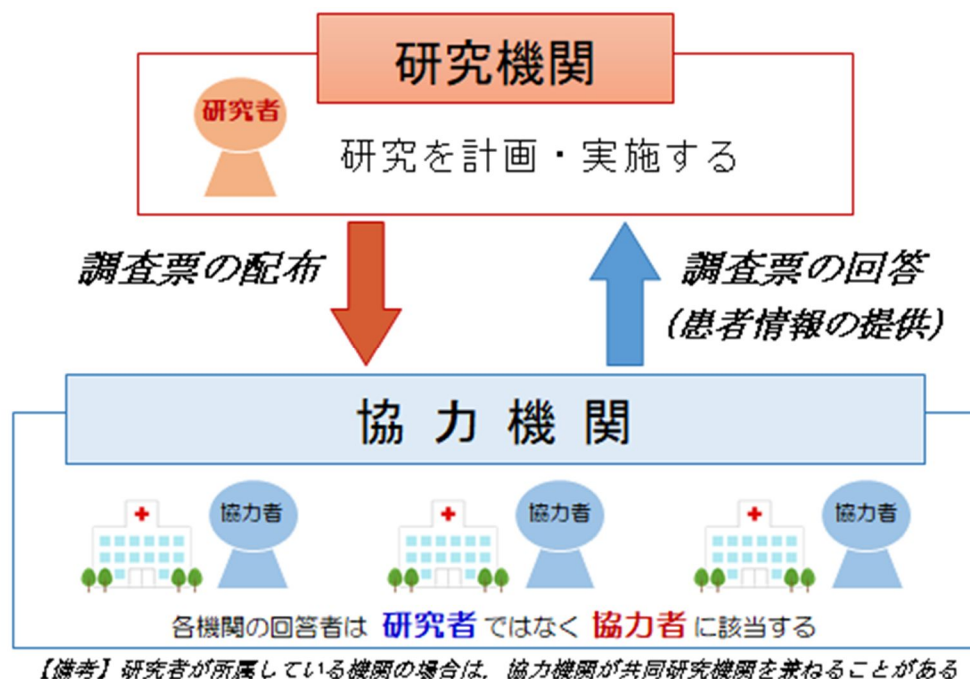 研究機関
研究者
研究を計画・実施する
調査票の配布
調査票の回答
(患者情報の提供)
協力機関
協力者
協力者
協力者
各機関の回答者は 研究者 ではなく 協力者 に該当する
【備考】研究者が所属している機関の場合は，協力機関が共同研究機関を兼ねることがある